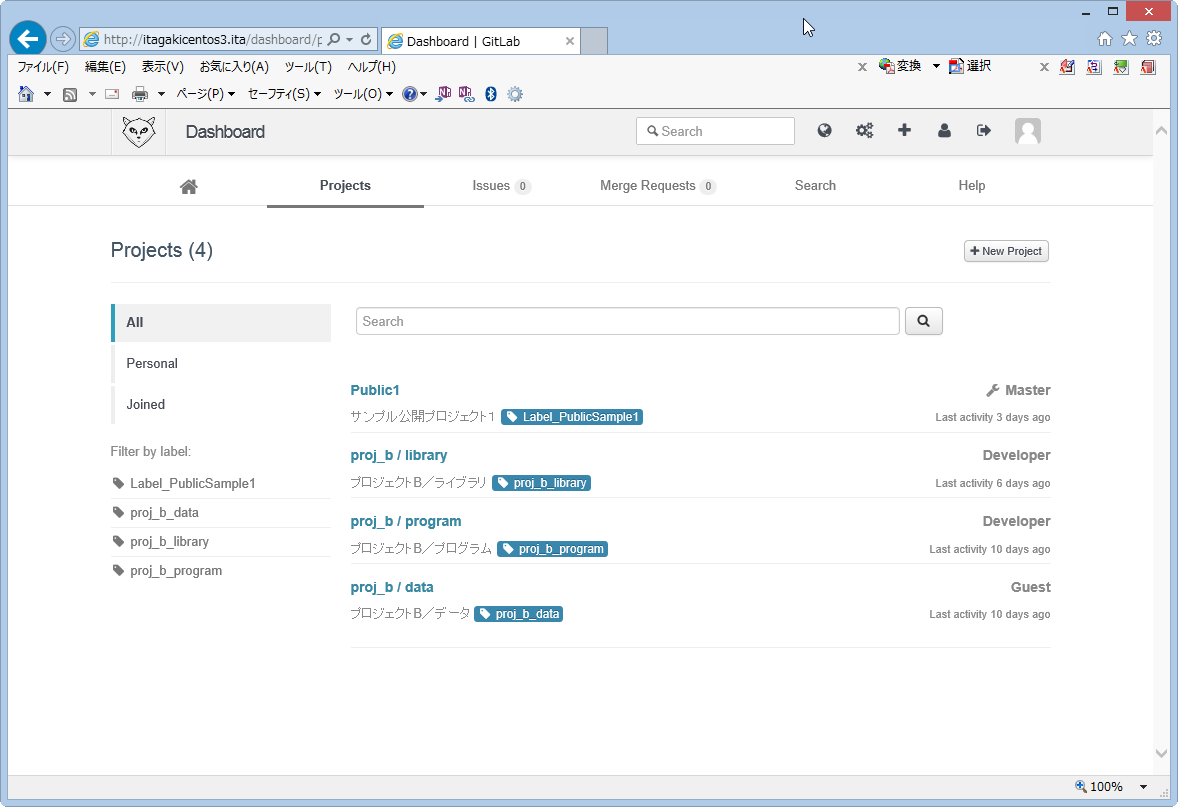 http://itagakicentos3.ita/dashboard/p
Dashboard | GitLab
ファイル(F) 編集(E) 表示(V) お気に入り(A) ツール(T) ヘルプ(H)
変換 選択
ページ(P) セーフティ(S) ツール(O)
Dashboard
Search
Projects Issues 0 Merge Requests 0 Search Help
Projects (4)
New Project
All
Personal
Joined
Filter by label:
Label_PublicSample1
proj_b_data
proj_b_library
proj_b_program
Search
Public1 Master
サンプル公開プロジェクト1 Label_PublicSample1 Last activity 3 days ago
proj_b / library Developer
プロジェクトB／ライブラリ proj_b_library Last activity 6 days ago
proj_b / program Developer
プロジェクトB／プログラム proj_b_program Last activity 10 days ago
proj_b / data Guest
プロジェクトB／データ proj_b_data Last activity 10 days ago
100%